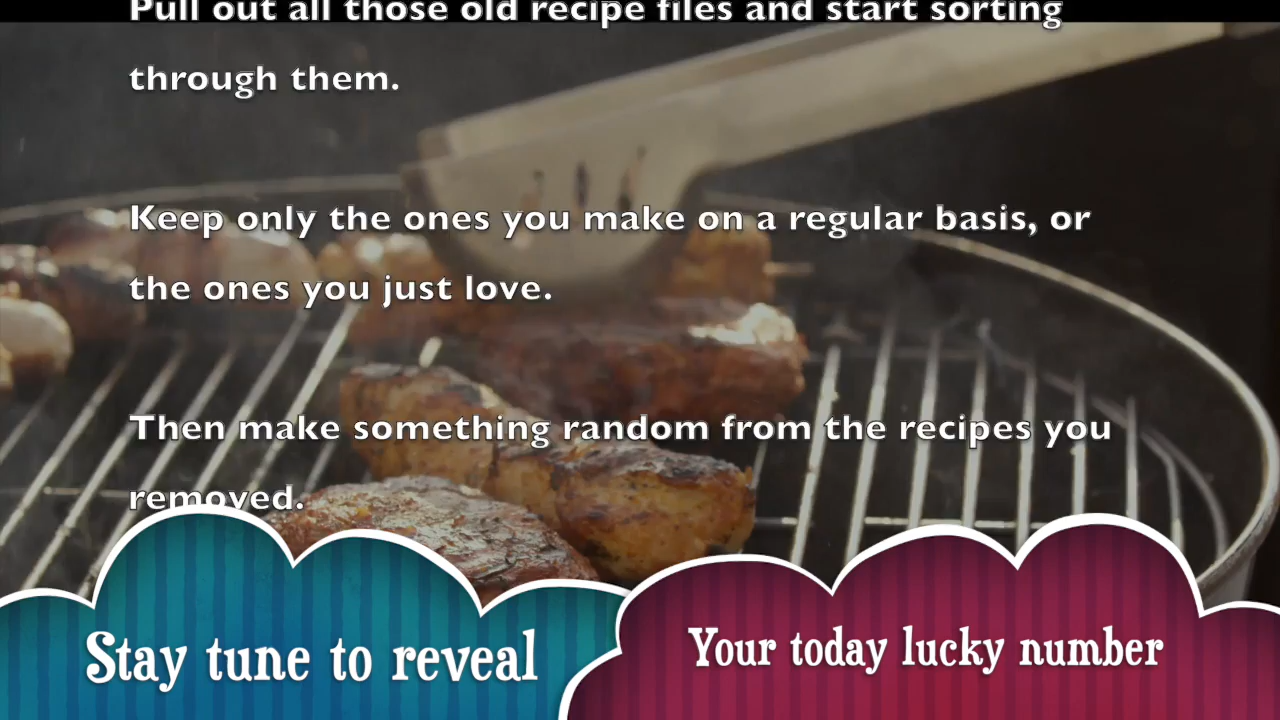 Pull out all those old recipe files and start sorting
through them.
Keep only the ones you make on a regular basis, or
the ones you just love.
Then make something random from the recipes you
removed.
Stay tune to reveal
Your today lucky number